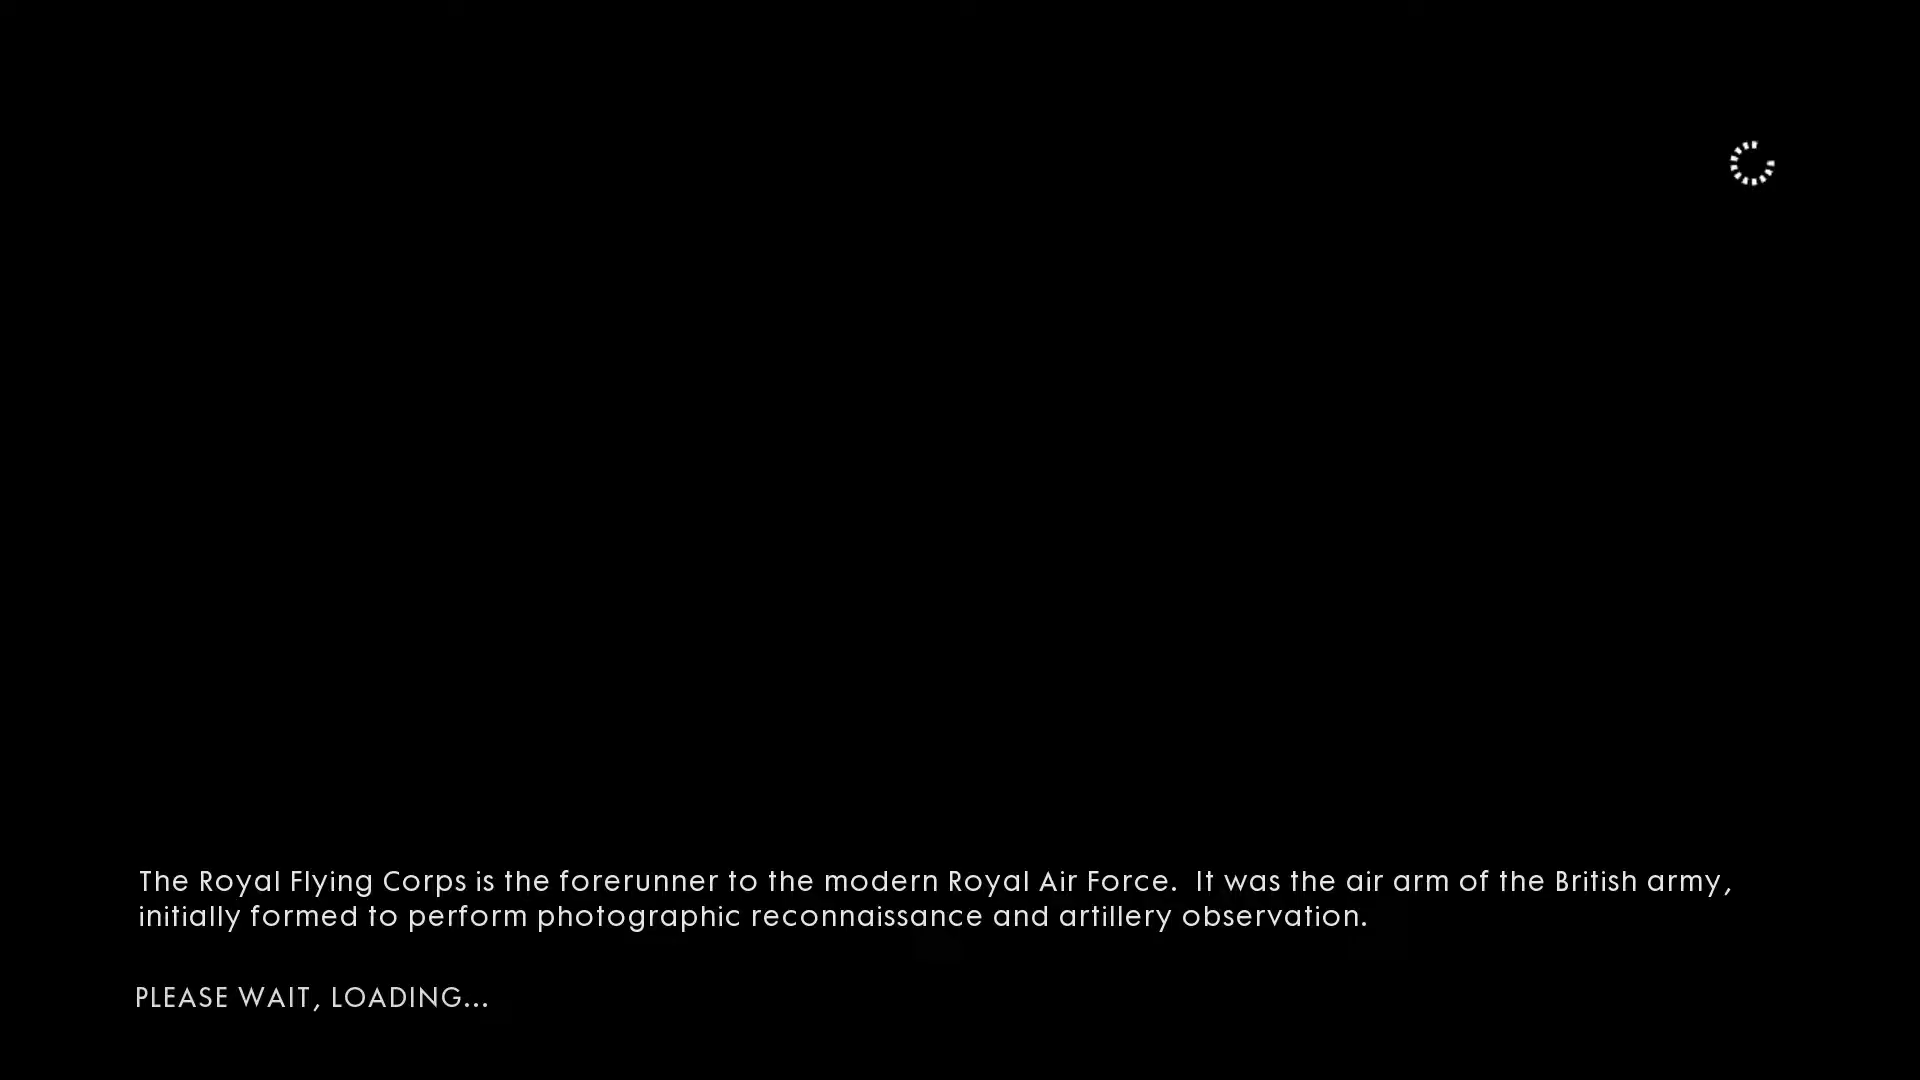 The Royal Flying Corps is the forerunner to the modern Royal Air Force.  It was the air arm of the British army,
initially formed to perform photographic reconnaissance and artillery observation.
PLEASE WAIT, LOADING...